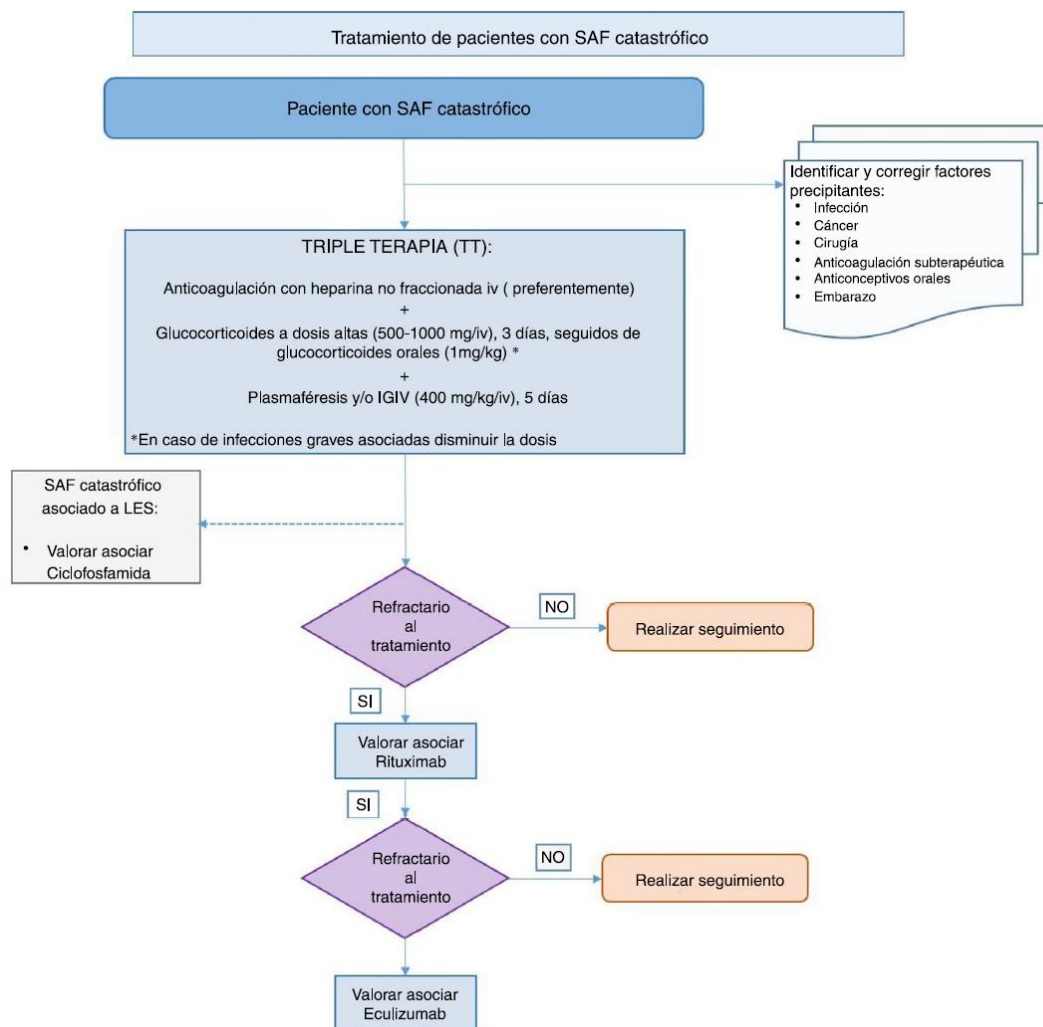 Tratamiento de pacientes con SAF catastrófico
Paciente con SAF catastrófico
Identificar y corregir factores
precipitantes:
• Infección
• Cáncer
• Cirugía
• Anticoagulación subterapéutica
• Anticonceptivos orales
• Embarazo
TRIPLE TERAPIA (TT):
Anticoagulación con heparina no fraccionada iv ( preferentemente)
+
Glucocorticoides a dosis altas (500-1000 mg/iv), 3 días, seguidos de
glucocorticoides orales (1mg/kg) *
+
Plasmaféresis y/o IGIV (400 mg/kg/iv), 5 días
*En caso de infecciones graves asociadas disminuir la dosis
SAF catastrófico
asociado a LES:
• Valorar asociar
Ciclofosfamida
Refractario
al
tratamiento
NO
Realizar seguimiento
SI
Valorar asociar
Rituximab
SI
Refractario
al
tratamiento
NO
Realizar seguimiento
Valorar asociar
Eculizumab